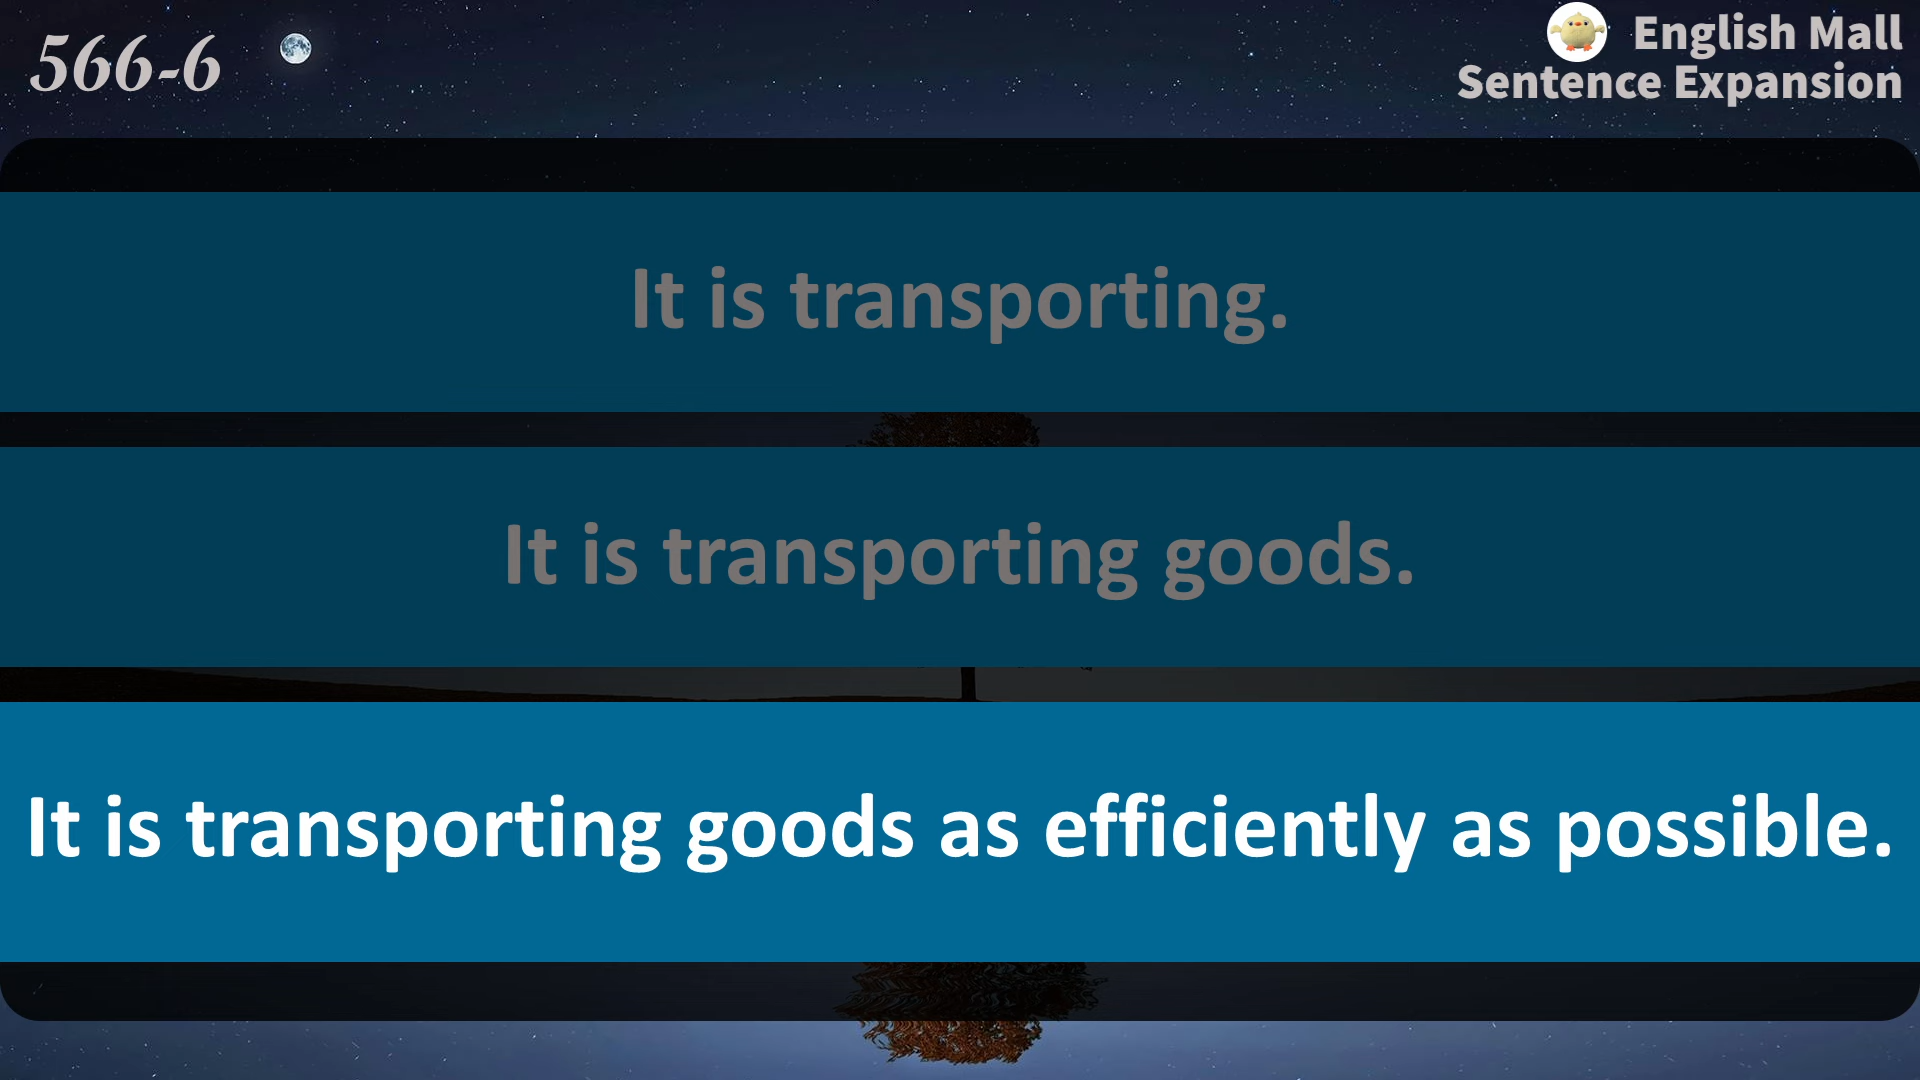 566-6
English Mall
Sentence Expansion
It is transporting.
It is transporting goods.
It is transporting goods as efficiently as possible.